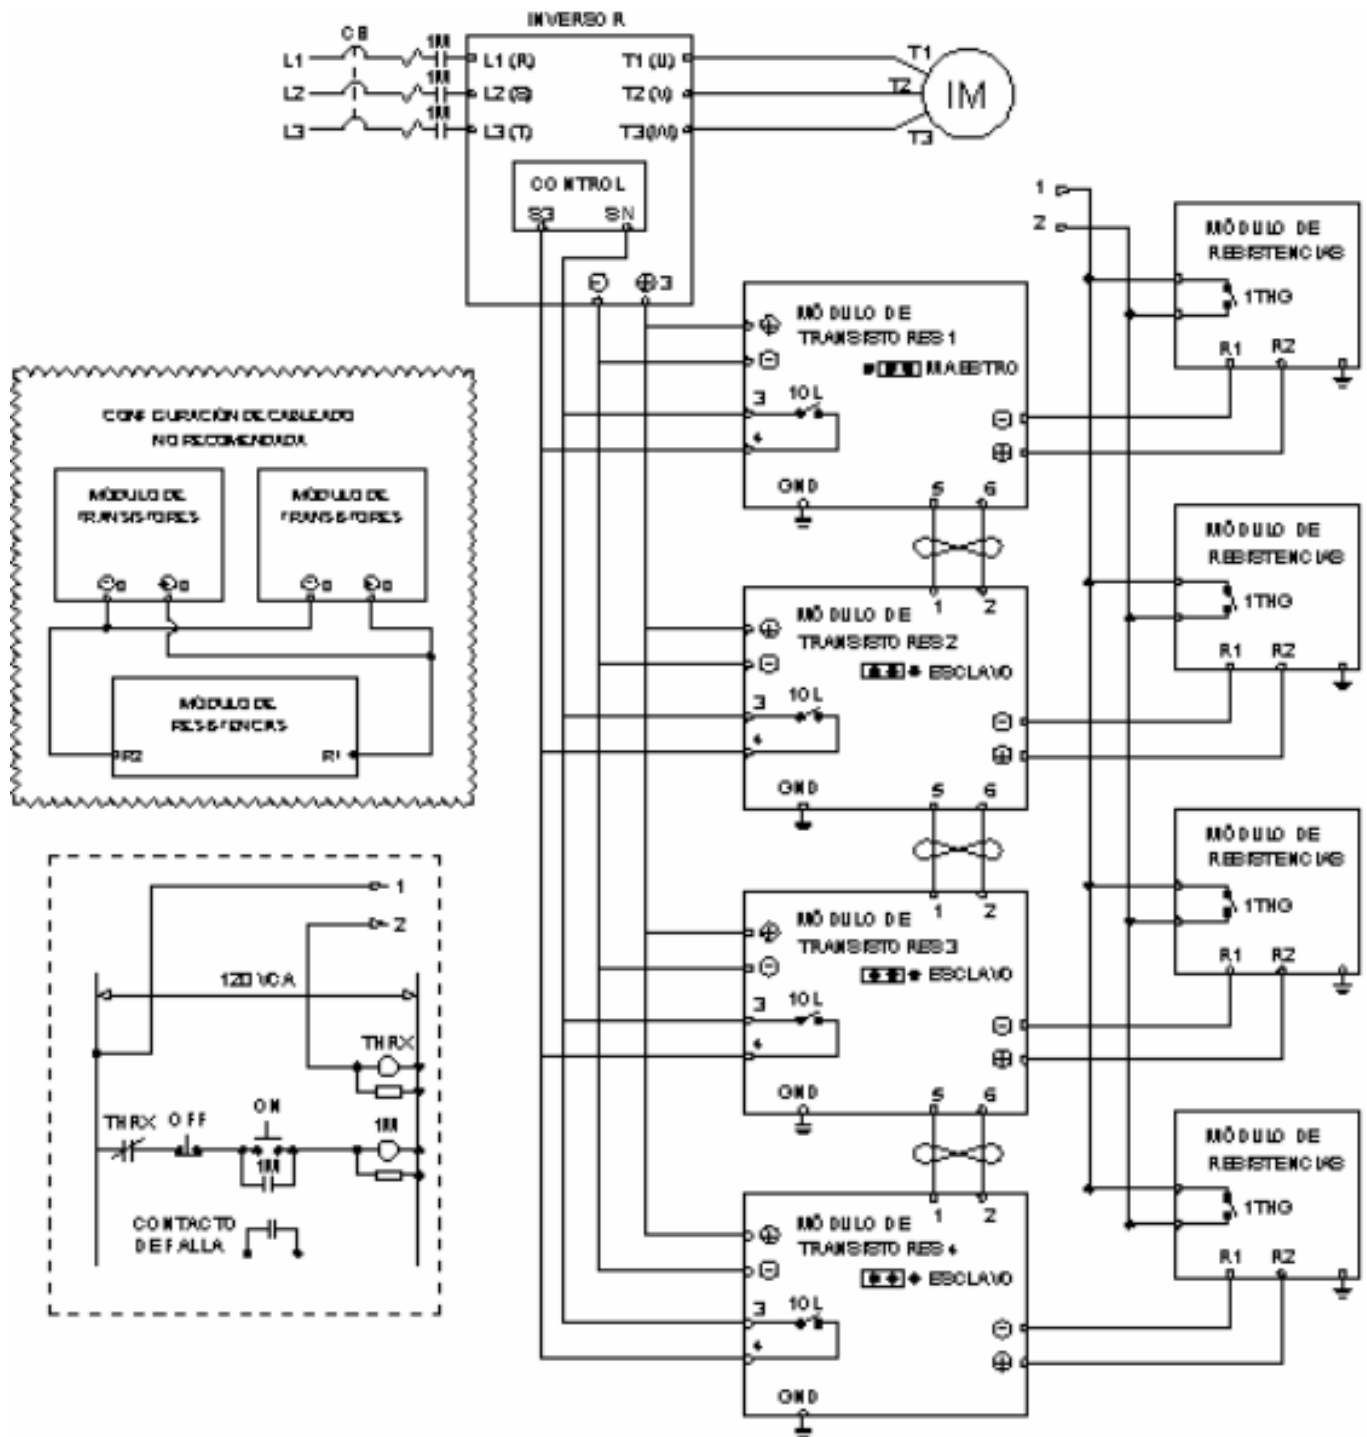 INVERSOR
CB
1M
L1
L1 (R)
T1 (U)
T1
1M
L2
L2 (S)
T2 (V)
T2
IM
1M
L3
L3 (T)
T3 (W)
T3
CONTROL
S3
SN
3
1
2
MÓDULO DE
RESISTENCIAS
1THG
R1
R2
MÓDULO DE
TRANSISTORES 1
MAESTRO
3
10L
4
GND
5
6
MÓDULO DE
RESISTENCIAS
1THG
R1
R2
1
2
MÓDULO DE
TRANSISTORES 2
ESCLAVO
3
10L
4
GND
5
6
MÓDULO DE
RESISTENCIAS
1THG
R1
R2
1
2
MÓDULO DE
TRANSISTORES 3
ESCLAVO
3
10L
4
GND
5
6
MÓDULO DE
RESISTENCIAS
1THG
R1
R2
1
2
MÓDULO DE
TRANSISTORES 4
ESCLAVO
3
10L
4
GND
CONFIGURACIÓN DE CABLEADO
NO RECOMENDADA
MÓDULO DE
TRANSISTORES
MÓDULO DE
TRANSISTORES
MÓDULO DE
RESISTENCIAS
R2
R1
1
2
120 VCA
THRX
THRX
OFF
ON
1M
1M
CONTACTO
DE FALLA